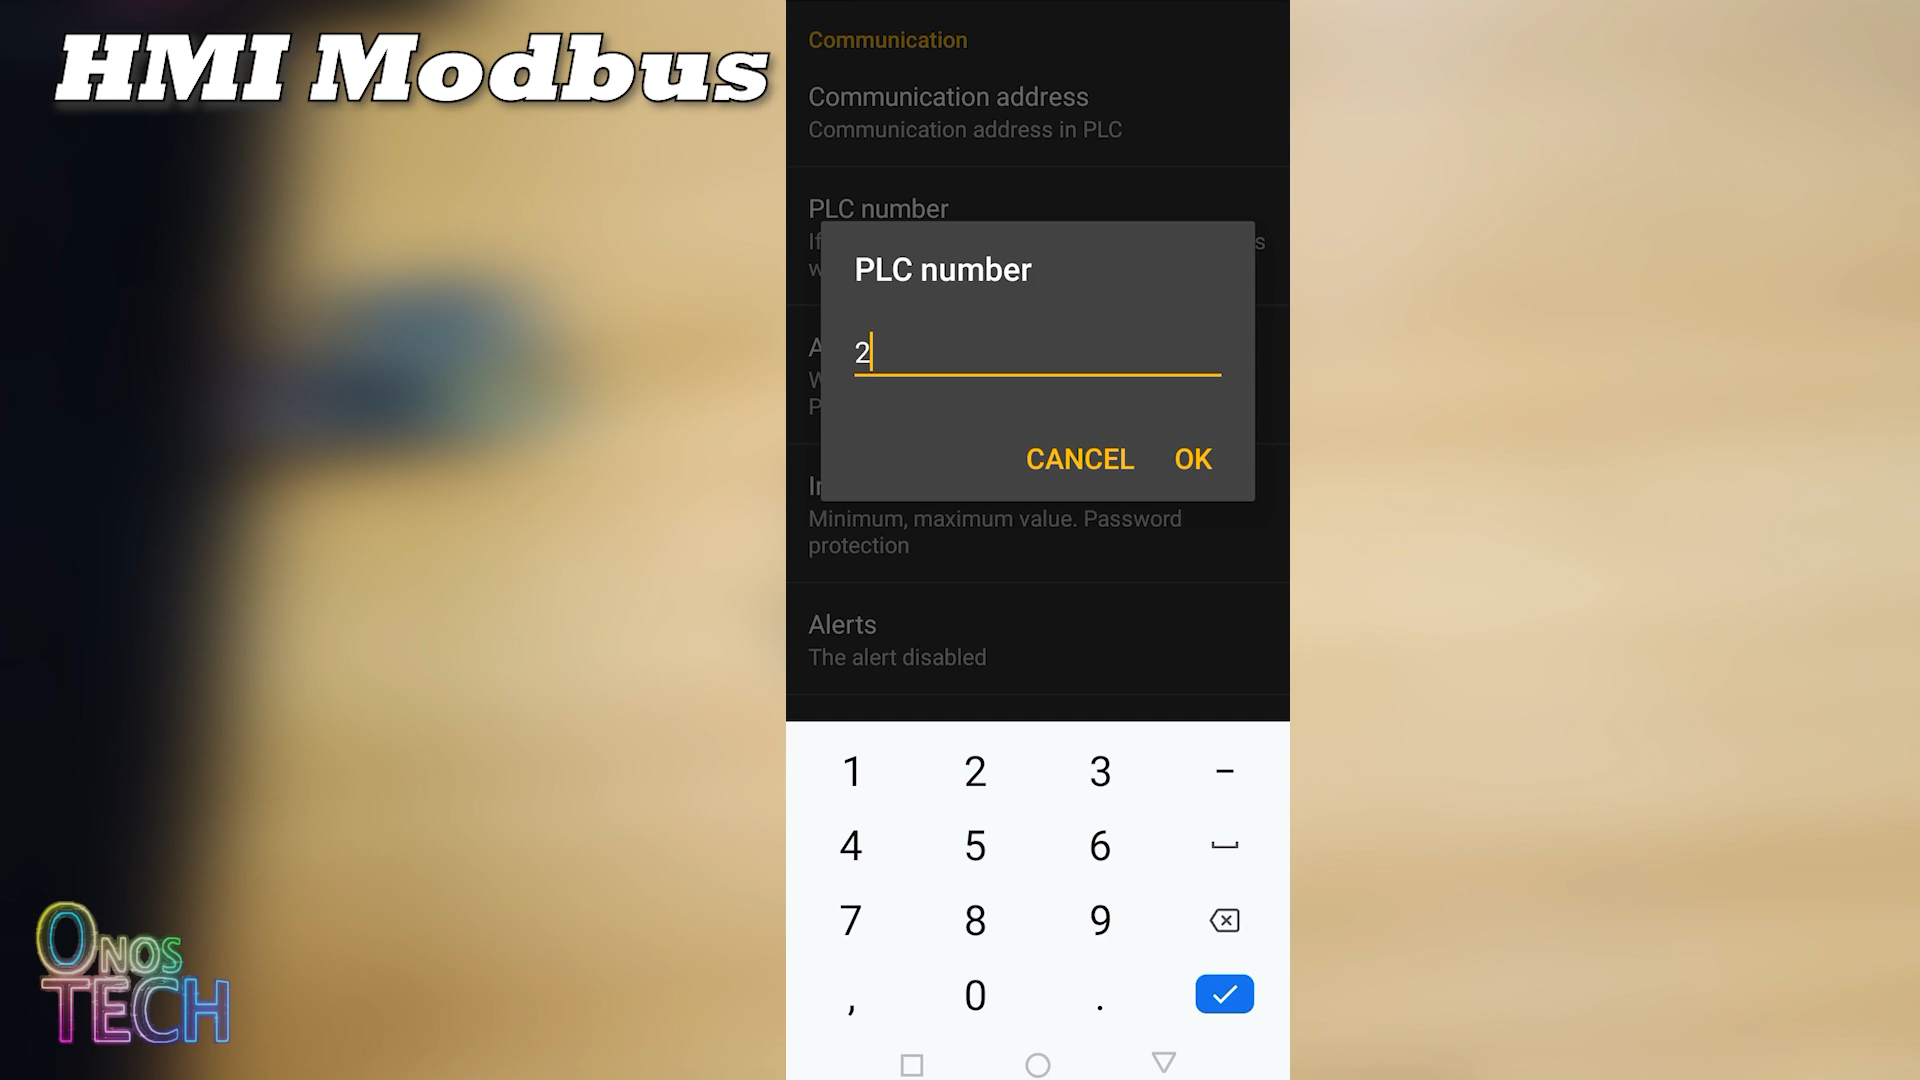 HMI Modbus
Communication
Communication address
Communication address in PLC
PLC number
If
s
w
PLC number
2
A
W
P
CANCEL OK
Minimum, maximum value. Password
protection
Alerts
The alert disabled
1 2 3 -
4 5 6
7 8 9
, 0 .
ONOS
TECH